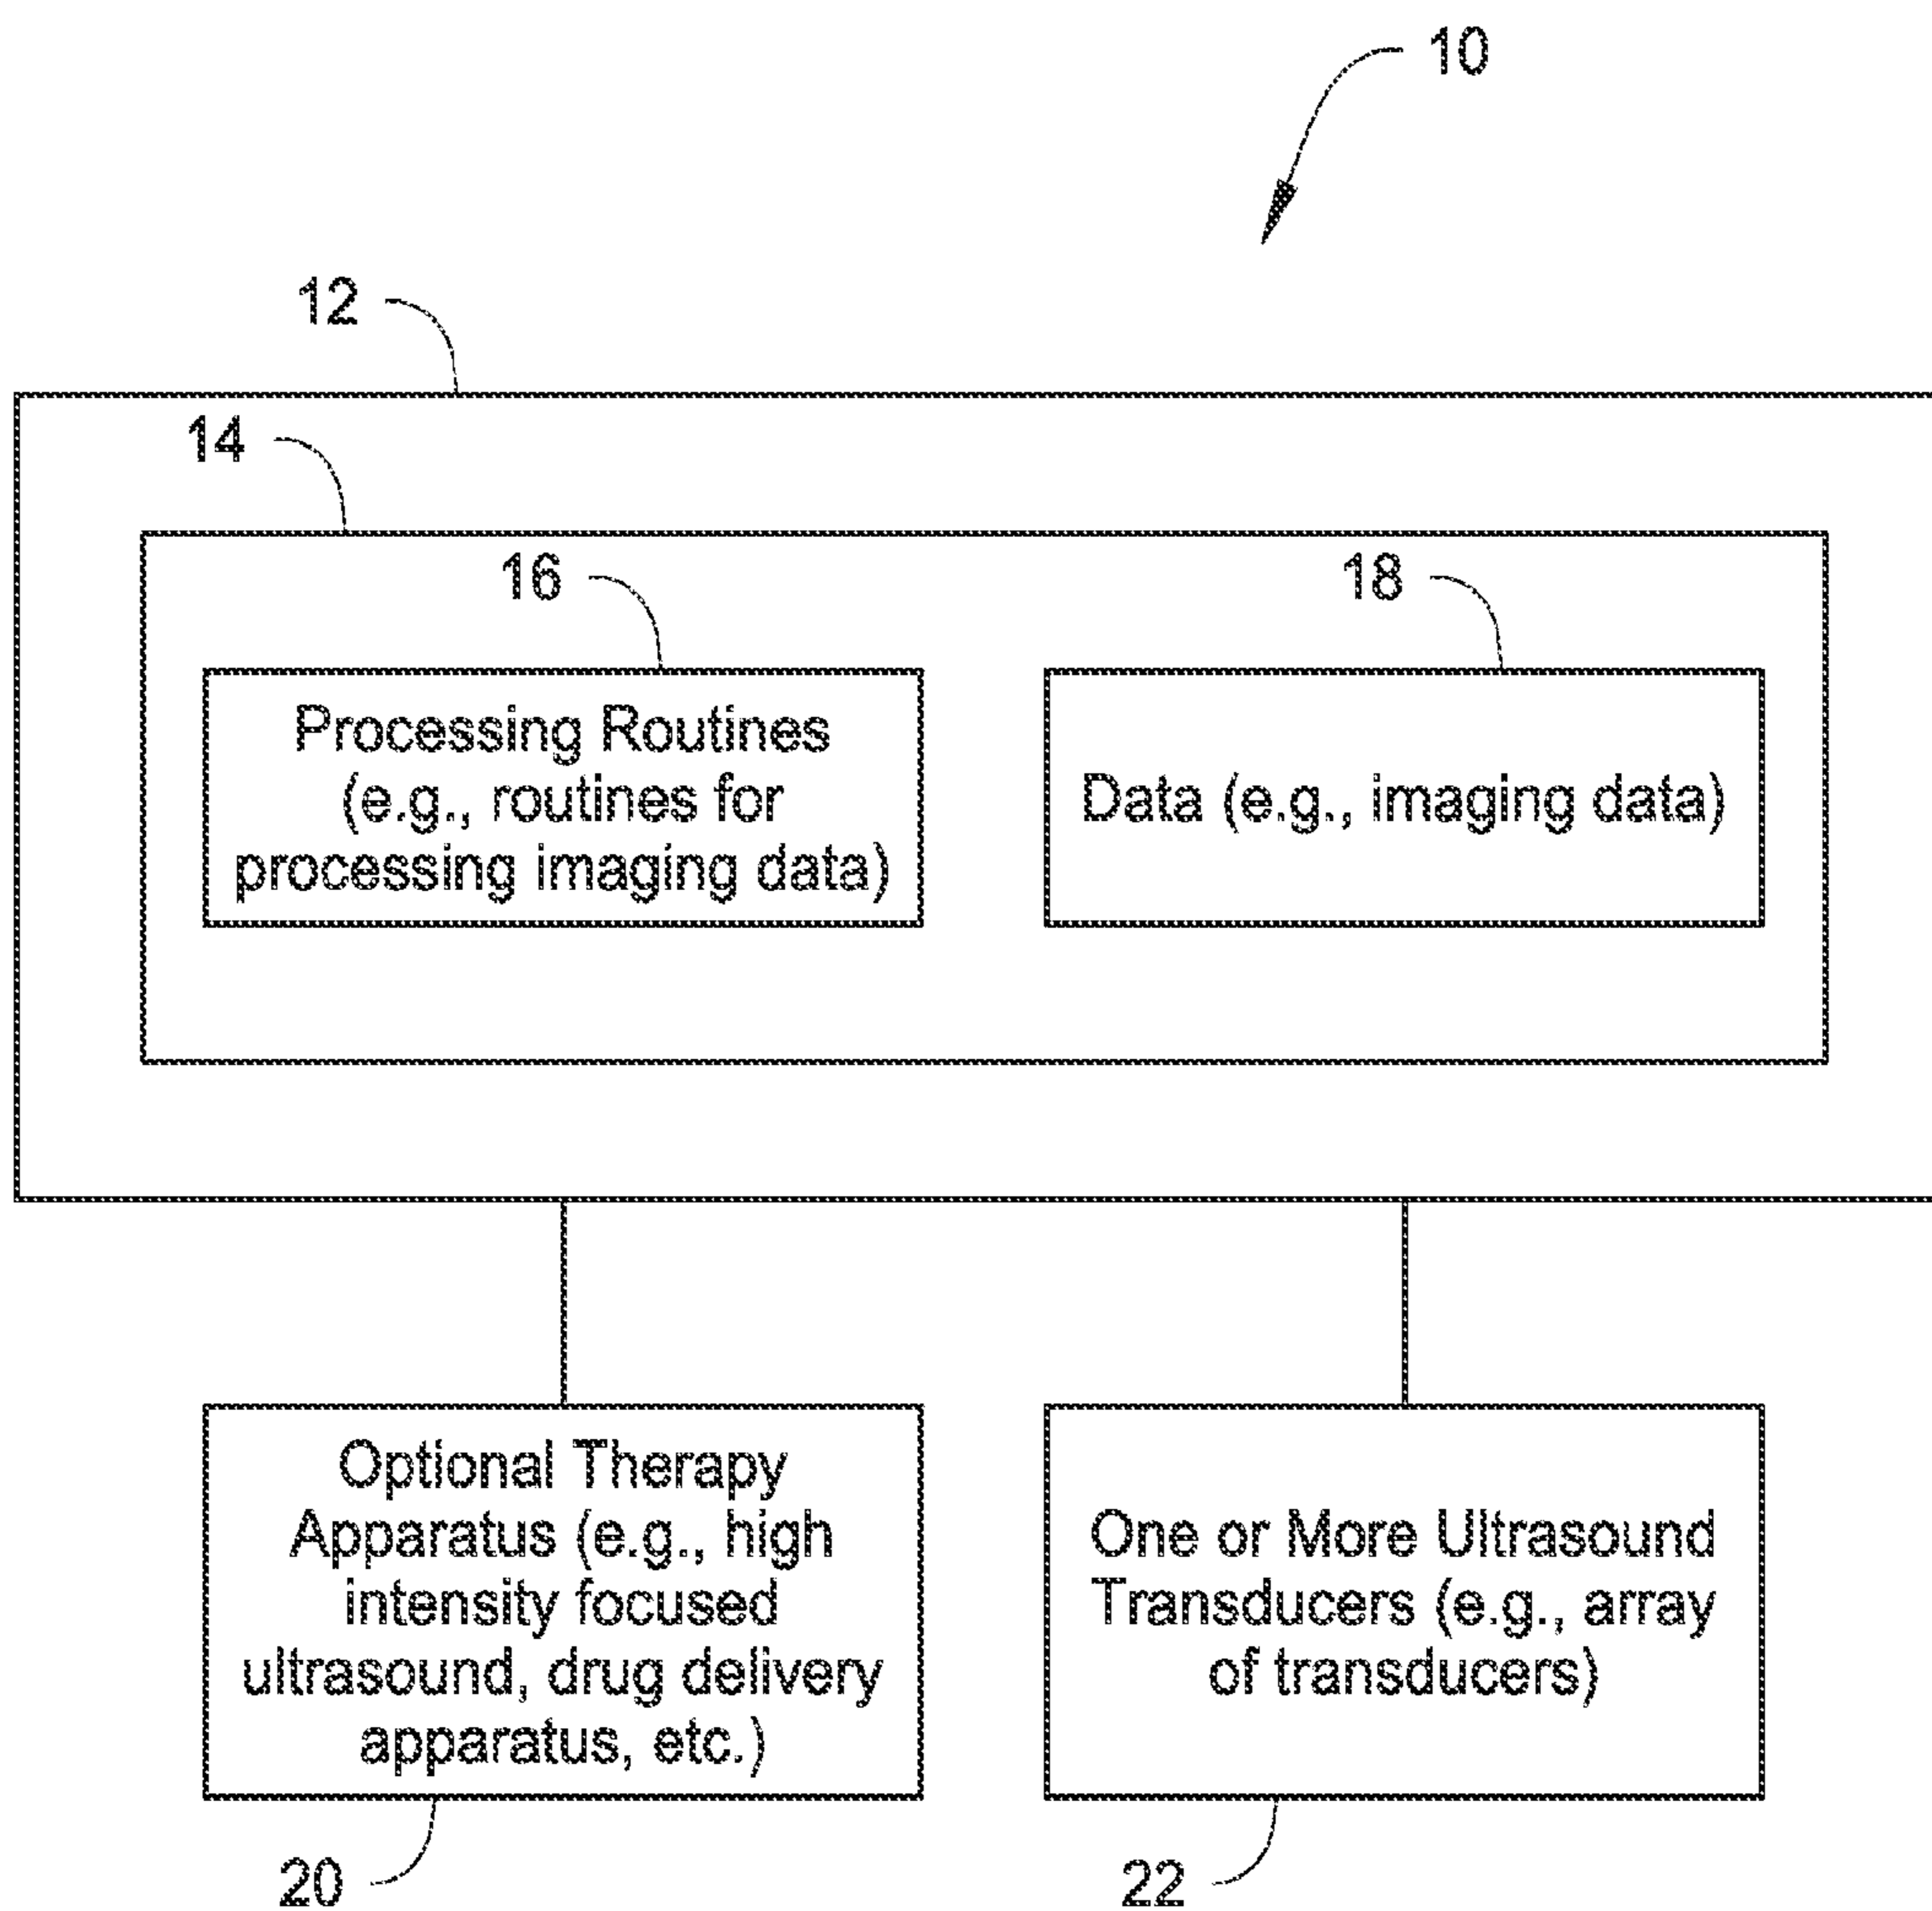 10
12
14
16
18
Processing Routines
(e.g., routines for
processing imaging data)
Data (e.g., imaging data)
Optional Therapy
Apparatus (e.g., high
intensity focused
ultrasound, drug delivery
apparatus, etc.)
One or More Ultrasound
Transducers (e.g., array
of transducers)
20
22